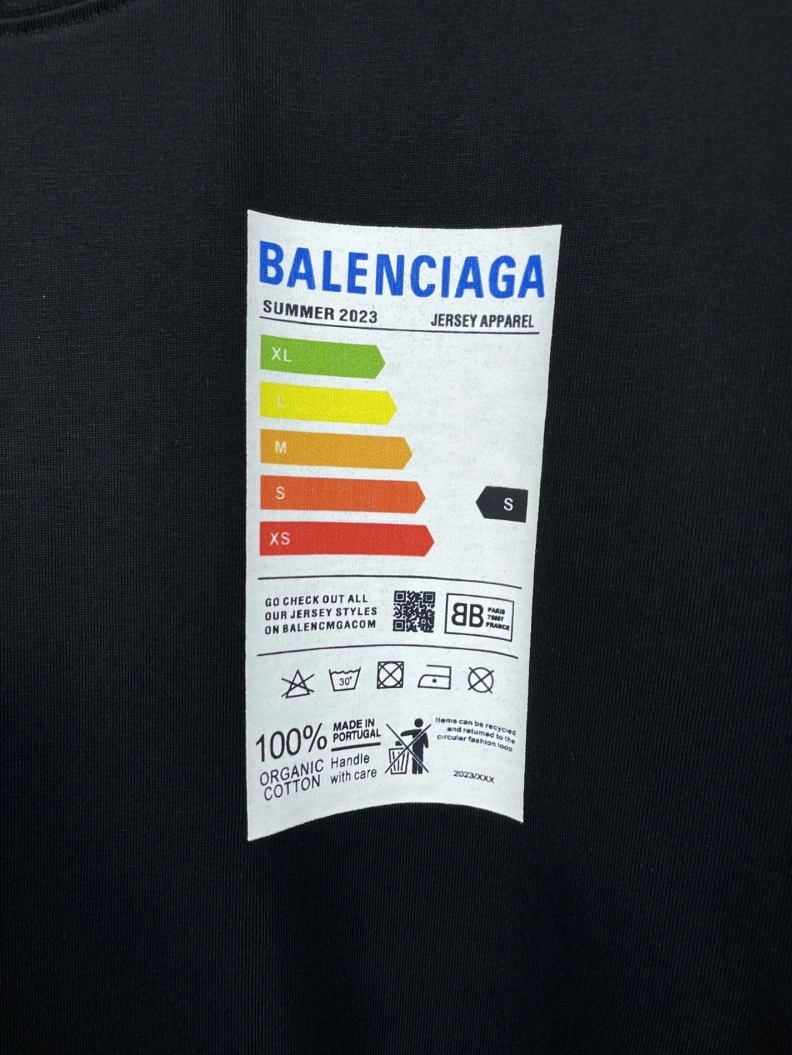 BALENCIAGA
SUMMER 2023 JERSEY APPAREL
XL
L
M
S
S
XS
GO CHECK OUT ALL
OUR JERSEY STYLES
ON BALENCMGACOM
BB
PARIS
75007
FRANCE
30°
100%
ORGANIC
COTTON
MADE IN
PORTUGAL
Handle
with care
Items can be recycled
and returned to the
circular fashion loop
2023/XXX